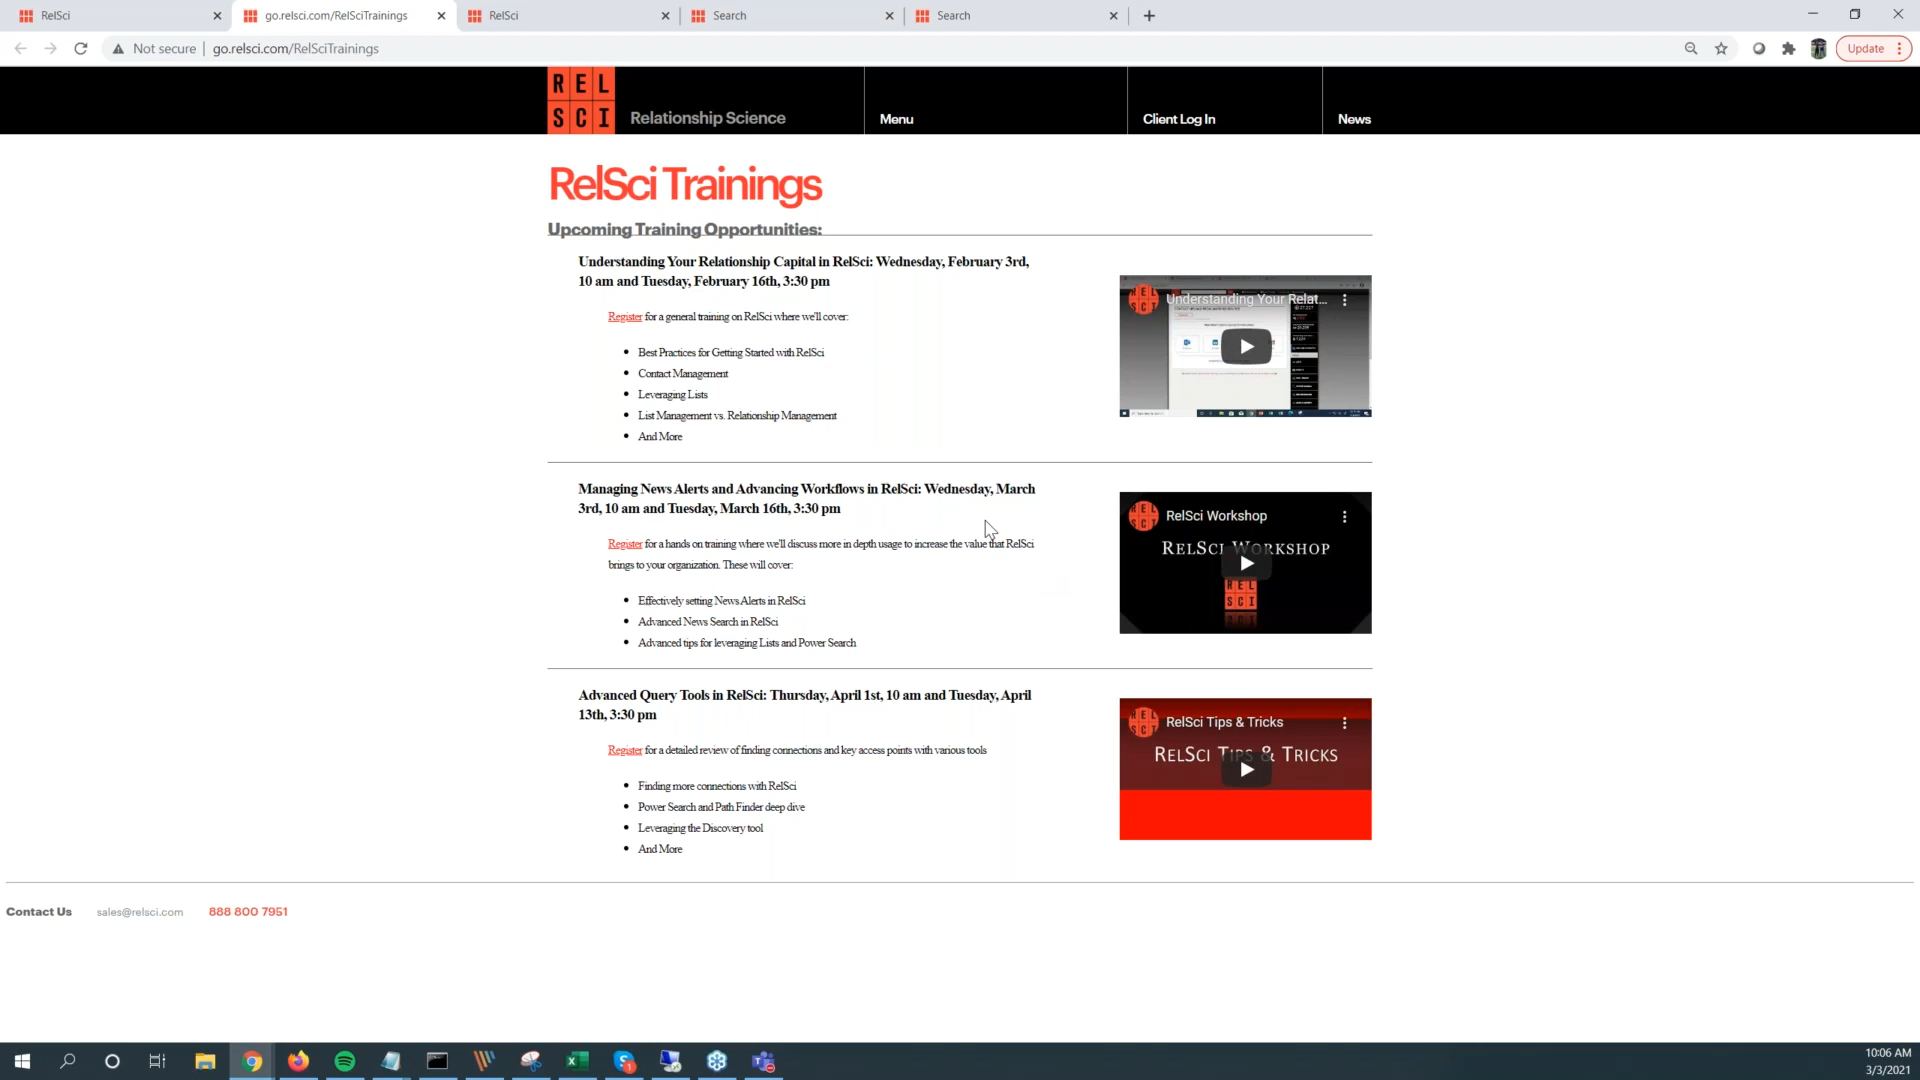 RelSci
go.relsci.com/RelSciTrainings
RelSci
Search
Search
Not secure
go.relsci.com/RelSciTrainings
Update
REL
SCI
Relationship Science
Menu
Client Log In
News
RelSci Trainings
Upcoming Training Opportunities:
Understanding Your Relationship Capital in RelSci: Wednesday, February 3rd,
10 am and Tuesday, February 16th, 3:30 pm
Register for a general training on RelSci where we'll cover:
• Best Practices for Getting Started with RelSci
• Contact Management
• Leveraging Lists
• List Management vs. Relationship Management
• And More
Understanding Your Relat...
Managing News Alerts and Advancing Workflows in RelSci: Wednesday, March
3rd, 10 am and Tuesday, March 16th, 3:30 pm
Register for a hands on training where we'll discuss more in depth usage to increase the value that RelSci
brings to your organization. These will cover:
• Effectively setting News Alerts in RelSci
• Advanced News Search in RelSci
• Advanced tips for leveraging Lists and Power Search
RelSci Workshop
RELSCI WORKSHOP
REL
SCI
Advanced Query Tools in RelSci: Thursday, April 1st, 10 am and Tuesday, April
13th, 3:30 pm
Register for a detailed review of finding connections and key access points with various tools
• Finding more connections with RelSci
• Power Search and Path Finder deep dive
• Leveraging the Discovery tool
• And More
RelSci Tips & Tricks
RELSCI TIPS & TRICKS
Contact Us
sales@relsci.com
888 800 7951
10:06 AM
3/3/2021